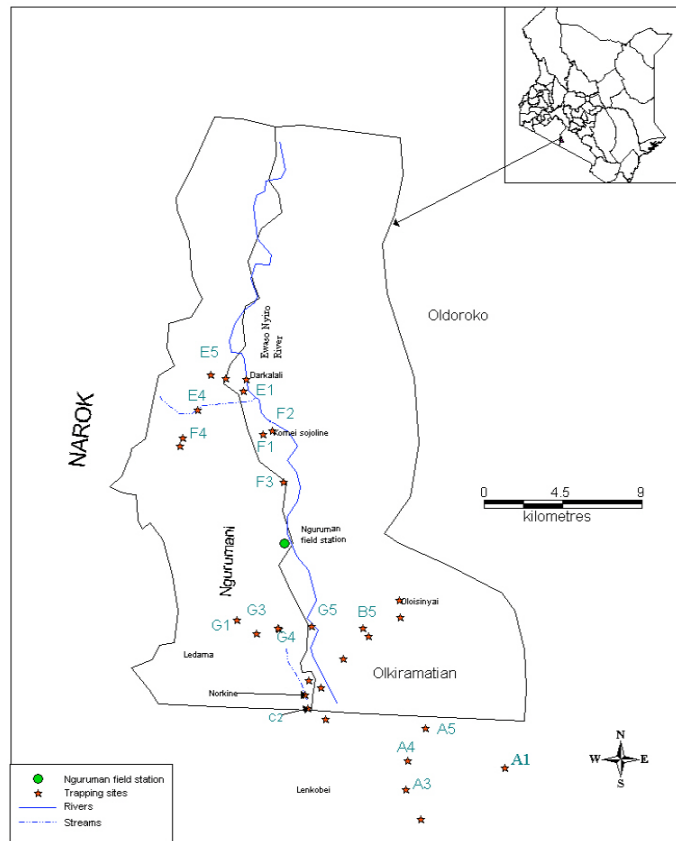 Oldoroko
Ewaso Nyiro
River
E5
Darkalali
E1
E4
F2
NAROK
F4
Komei sojoline
F1
F3
0 4.5 9
kilometres
Nguruman
field station
Ngurumani
Oloisinyai
G3
G5
B5
G1
G4
Ledama
Olkiramatian
Norkine
C2
A5
A4
A1
N
W E
S
A3
Lenkobei
Nguruman field station
Trapping sites
Rivers
Streams